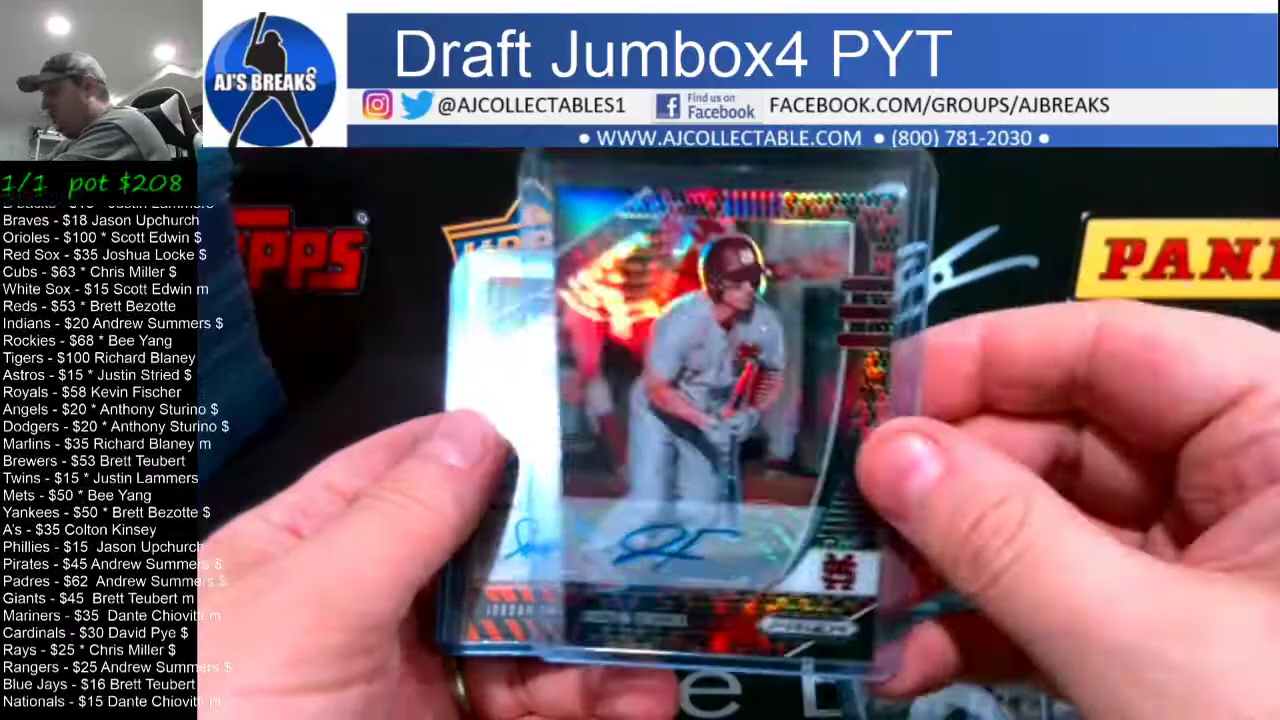 AJ'S BREAKS
Draft Jumbox4 PYT
@AJCOLLECTABLES1
Find us on
Facebook
FACEBOOK.COM/GROUPS/AJBREAKS
● WWW.AJCOLLECTABLE.COM ● (800) 781-2030 ●
1/1 pot $208
Braves - $18 Jason Upchurch
Orioles - $100 * Scott Edwin $
Red Sox - $35 Joshua Locke $
Cubs - $63 * Chris Miller $
White Sox - $15 Scott Edwin m
Reds - $53 * Brett Bezotte
Indians - $20 Andrew Summers $
Rockies - $68 * Bee Yang
Tigers - $100 Richard Blaney
Astros - $15 * Justin Stried $
Royals - $58 Kevin Fischer
Angels - $20 * Anthony Sturino $
Dodgers - $20 * Anthony Sturino $
Marlins - $35 Richard Blaney m
Brewers - $53 Brett Teubert
Twins - $15 * Justin Lammers
Mets - $50 * Bee Yang
Yankees - $50 * Brett Bezotte $
A's - $35 Colton Kinsey
Phillies - $15 Jason Upchurch
Pirates - $45 Andrew Summers $
Padres - $62 Andrew Summers $
Giants - $45 Brett Teubert m
Mariners - $35 Dante Chiovitti m
Cardinals - $30 David Pye $
Rays - $25 * Chris Miller $
Rangers - $25 Andrew Summers $
Blue Jays - $16 Brett Teubert
Nationals - $15 Dante Chiovitti m
PRIZM
JORDAN